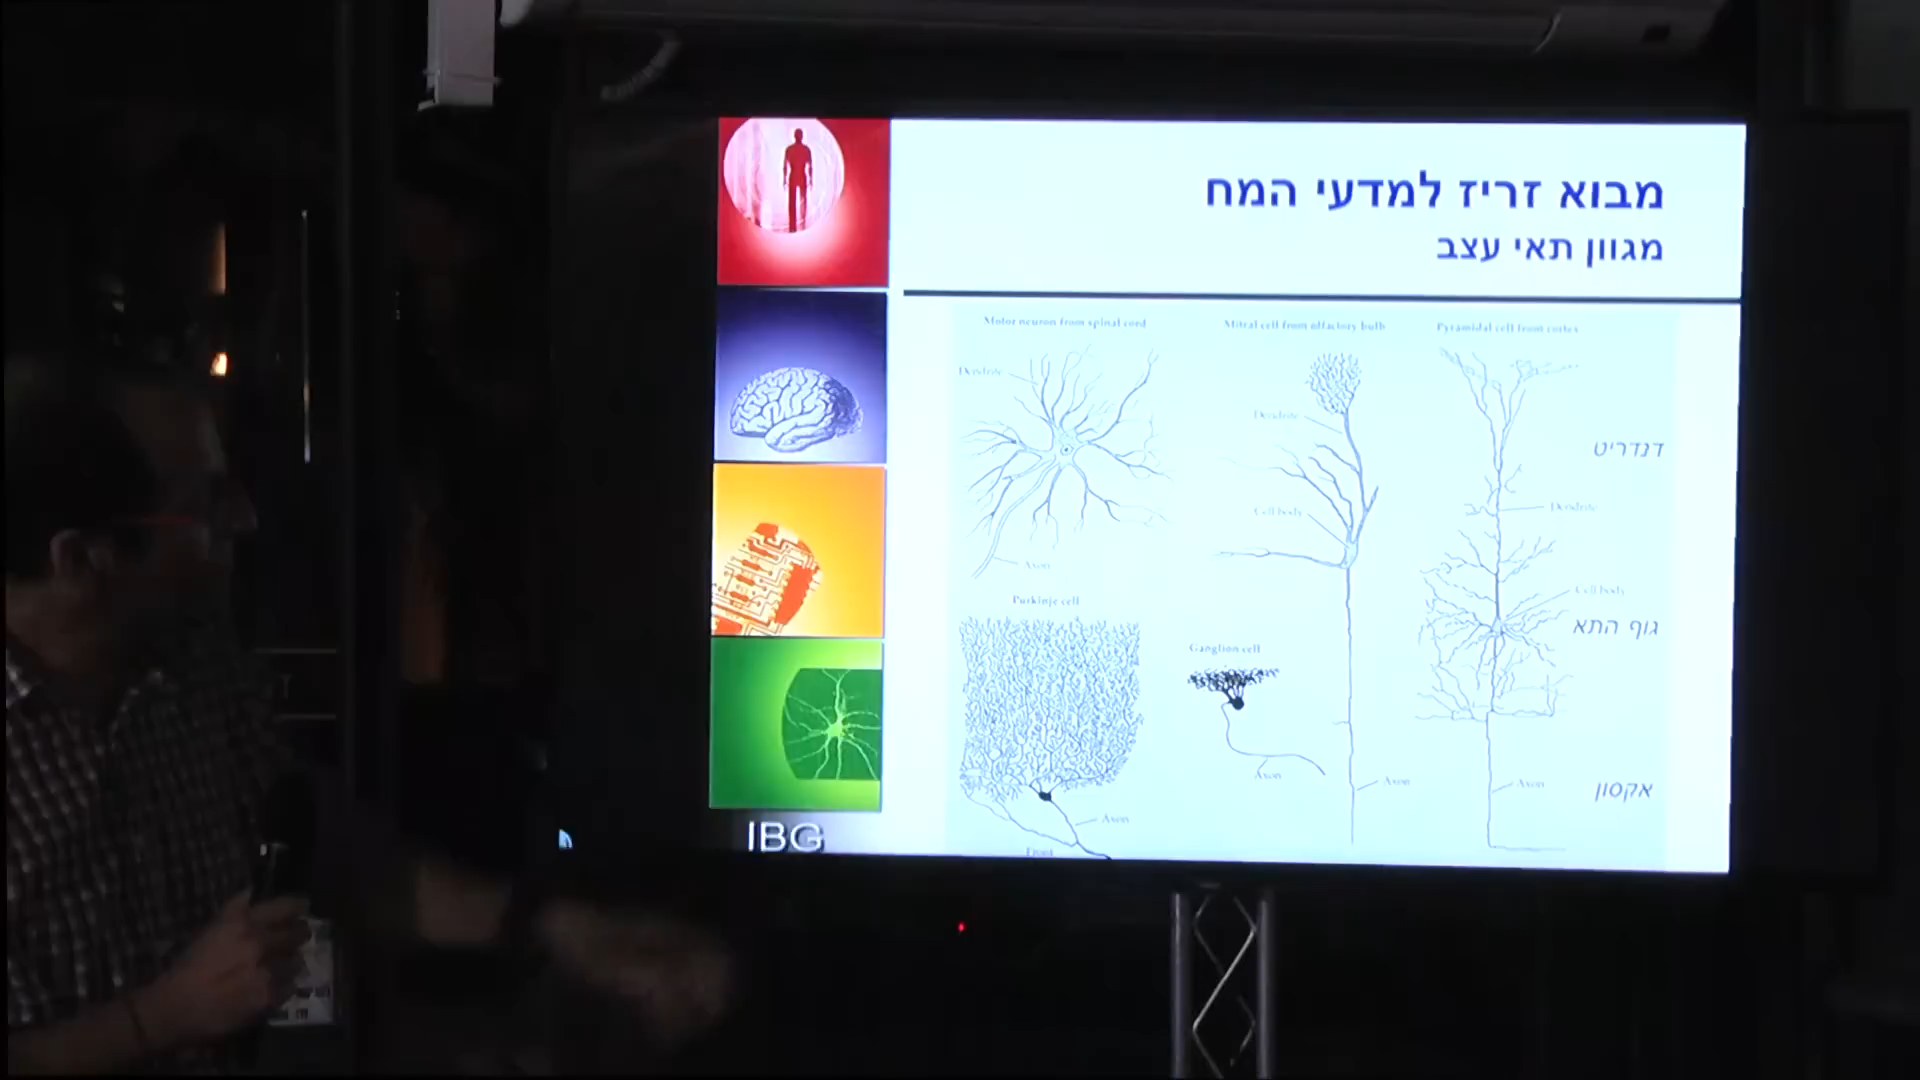 מבוא זריז למדעי המח
מגוון תאי עצב
Motor neuron from spinal cord
Mitral cell from olfactory bulb
Pyramidal cell from cortex
Dendrite
Dendrite
דנדריט
Dendrite
Cell body
Axon
Cell body
Purkinje cell
גוף התא
Ganglion cell
Axon
Axon
Axon
אקסון
Axon
Front
IBG